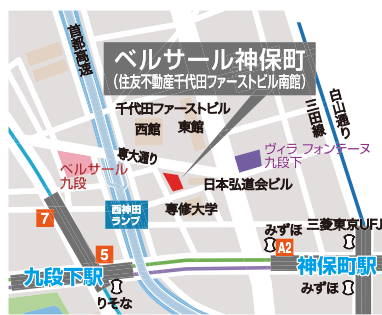 首都高速
ベルサール神保町
(住友不動産千代田ファーストビル南館)
白山通り
三田線
千代田ファーストビル
西館
東館
専大通り
ヴィラ フォンテーヌ
九段下
ベルサール
九段
日本弘道会ビル
専修大学
西神田
ランプ
7
5
みずほ
三菱東京UFJ
A2
九段下駅
神保町駅
りそな
みずほ